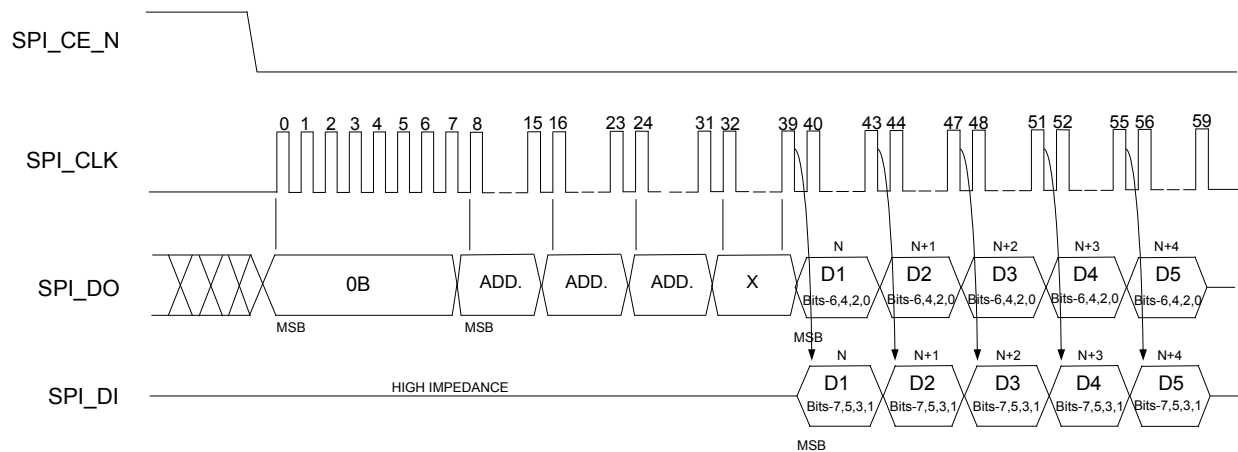 SPI_CE_N
0 1 2 3 4 5 6 7 8 15 16 23 24 31 32 39 40 43 44 47 48 51 52 55 56 59
SPI_CLK
N N+1 N+2 N+3 N+4
SPI_DO 0B ADD. ADD. ADD. X D1 D2 D3 D4 D5
Bits-6,4,2,0 Bits-6,4,2,0 Bits-6,4,2,0 Bits-6,4,2,0 Bits-6,4,2,0
MSB MSB MSB
N N+1 N+2 N+3 N+4
SPI_DI HIGH IMPEDANCE D1 D2 D3 D4 D5
Bits-7,5,3,1 Bits-7,5,3,1 Bits-7,5,3,1 Bits-7,5,3,1 Bits-7,5,3,1
MSB